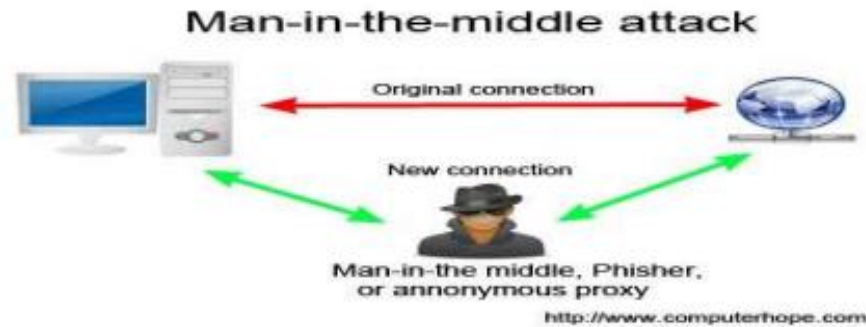 Man-in-the-middle attack
Original connection
New connection
Man-in-the middle, Phisher,
or annonymous proxy
http://www.computerhope.com